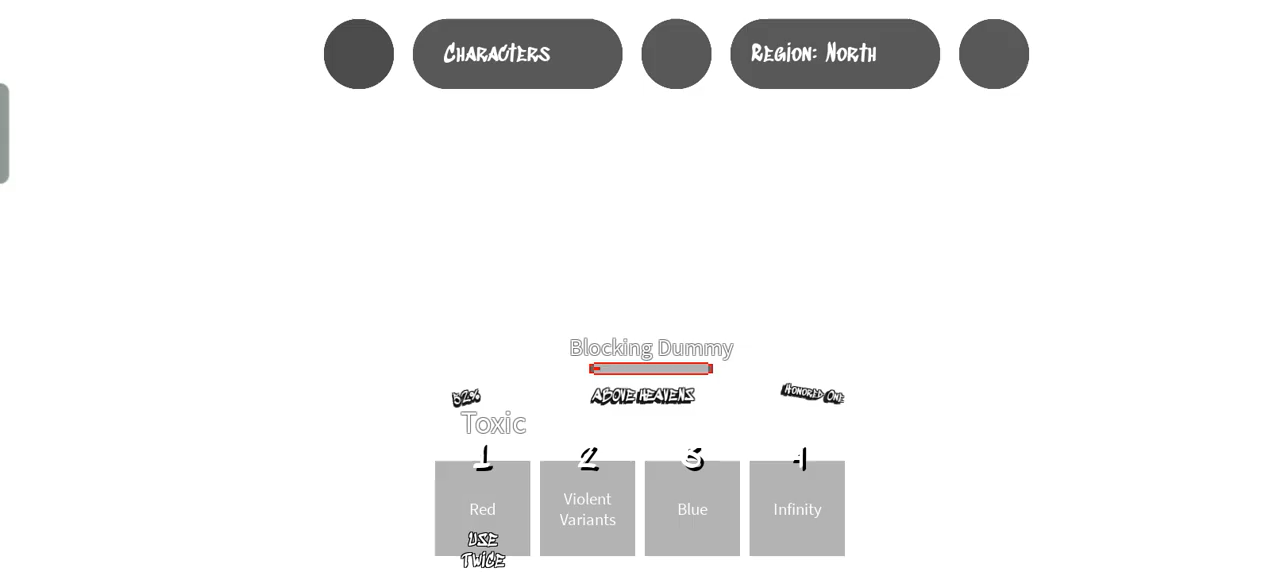 Characters
Region: North
Blocking Dummy
52%
Above Heavens
Honored One
Toxic
1
2
3
4
Red
Violent
Variants
Blue
Infinity
Use
Twice